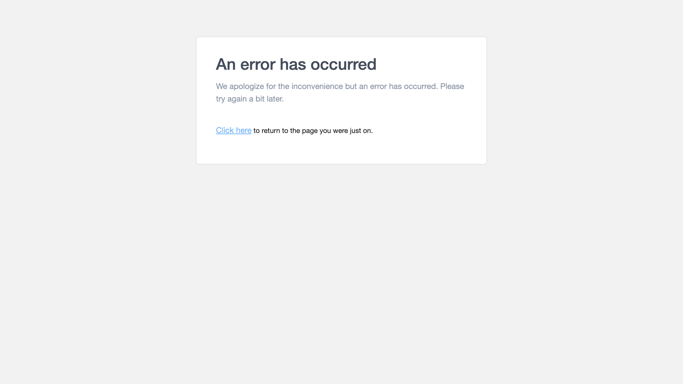 An error has occurred
We apologize for the inconvenience but an error has occurred. Please
try again a bit later.
Click here to return to the page you were just on.